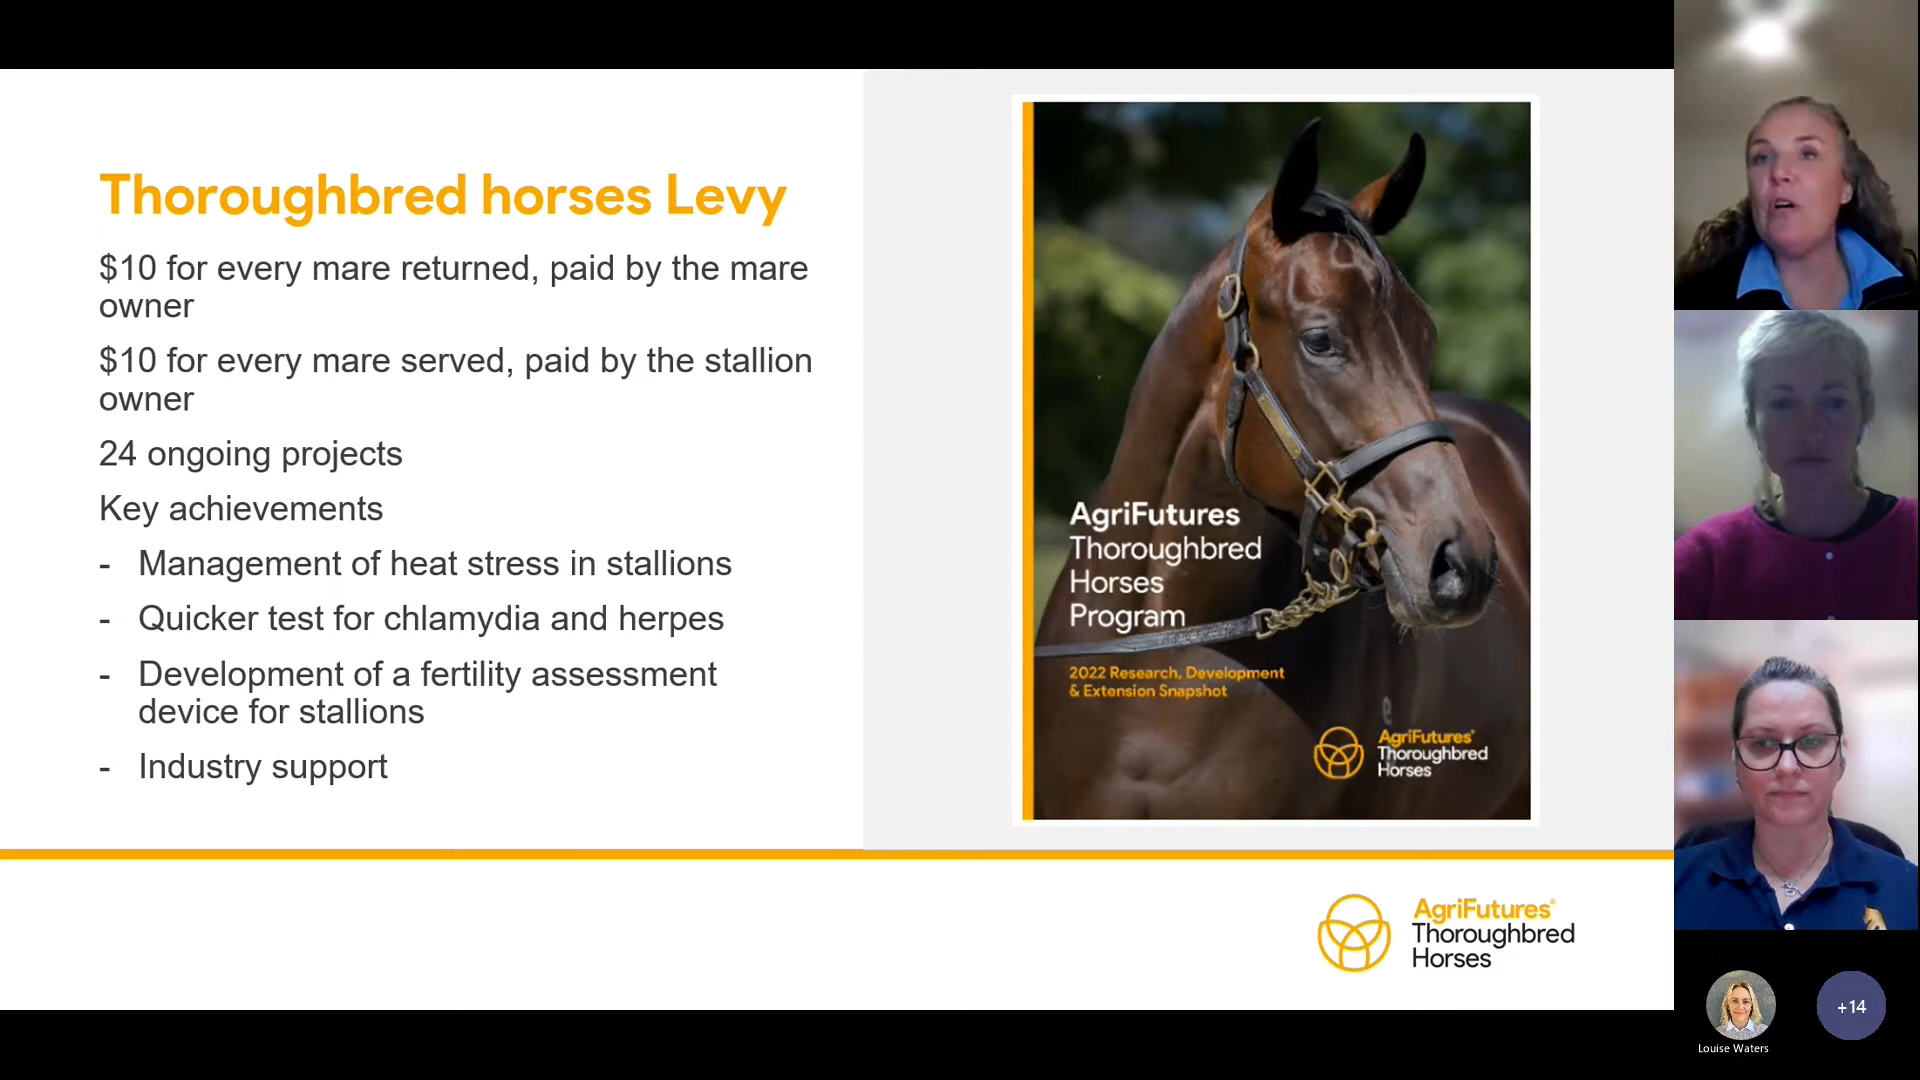 Thoroughbred horses Levy
$10 for every mare returned, paid by the mare
owner
$10 for every mare served, paid by the stallion
owner
24 ongoing projects
Key achievements
- Management of heat stress in stallions
- Quicker test for chlamydia and herpes
- Development of a fertility assessment
device for stallions
- Industry support
AgriFutures
Thoroughbred
Horses
Program
2022 Research, Development
& Extension Snapshot
AgriFutures®
Thoroughbred
Horses
AgriFutures®
Thoroughbred
Horses
+14
Louise Waters